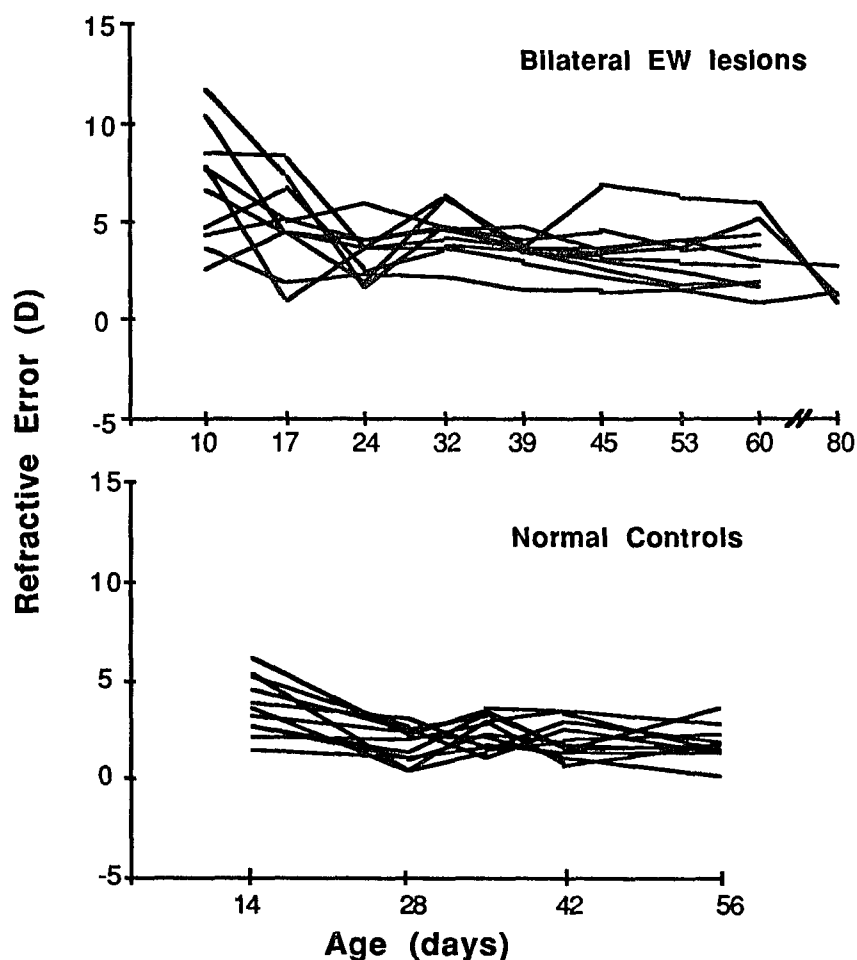 15
Bilateral EW lesions
10
5
0
-5
10 17 24 32 39 45 53 60 80
Refractive Error (D)
15
Normal Controls
10
5
0
-5
14 28 42 56
Age (days)